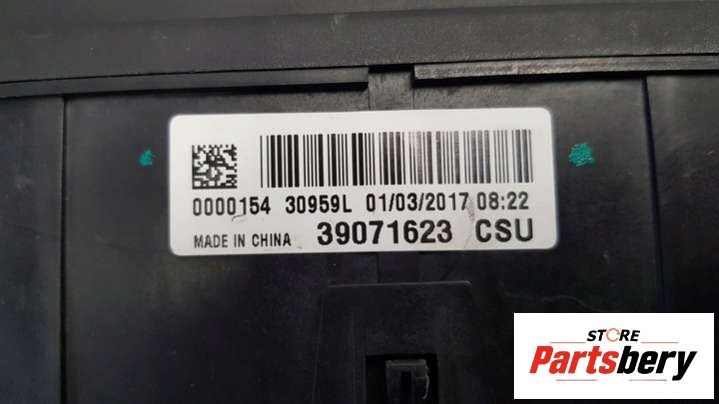 0000154 30959L 01/03/2017 08:22
MADE IN CHINA 39071623 CSU
STORE
Partsbery